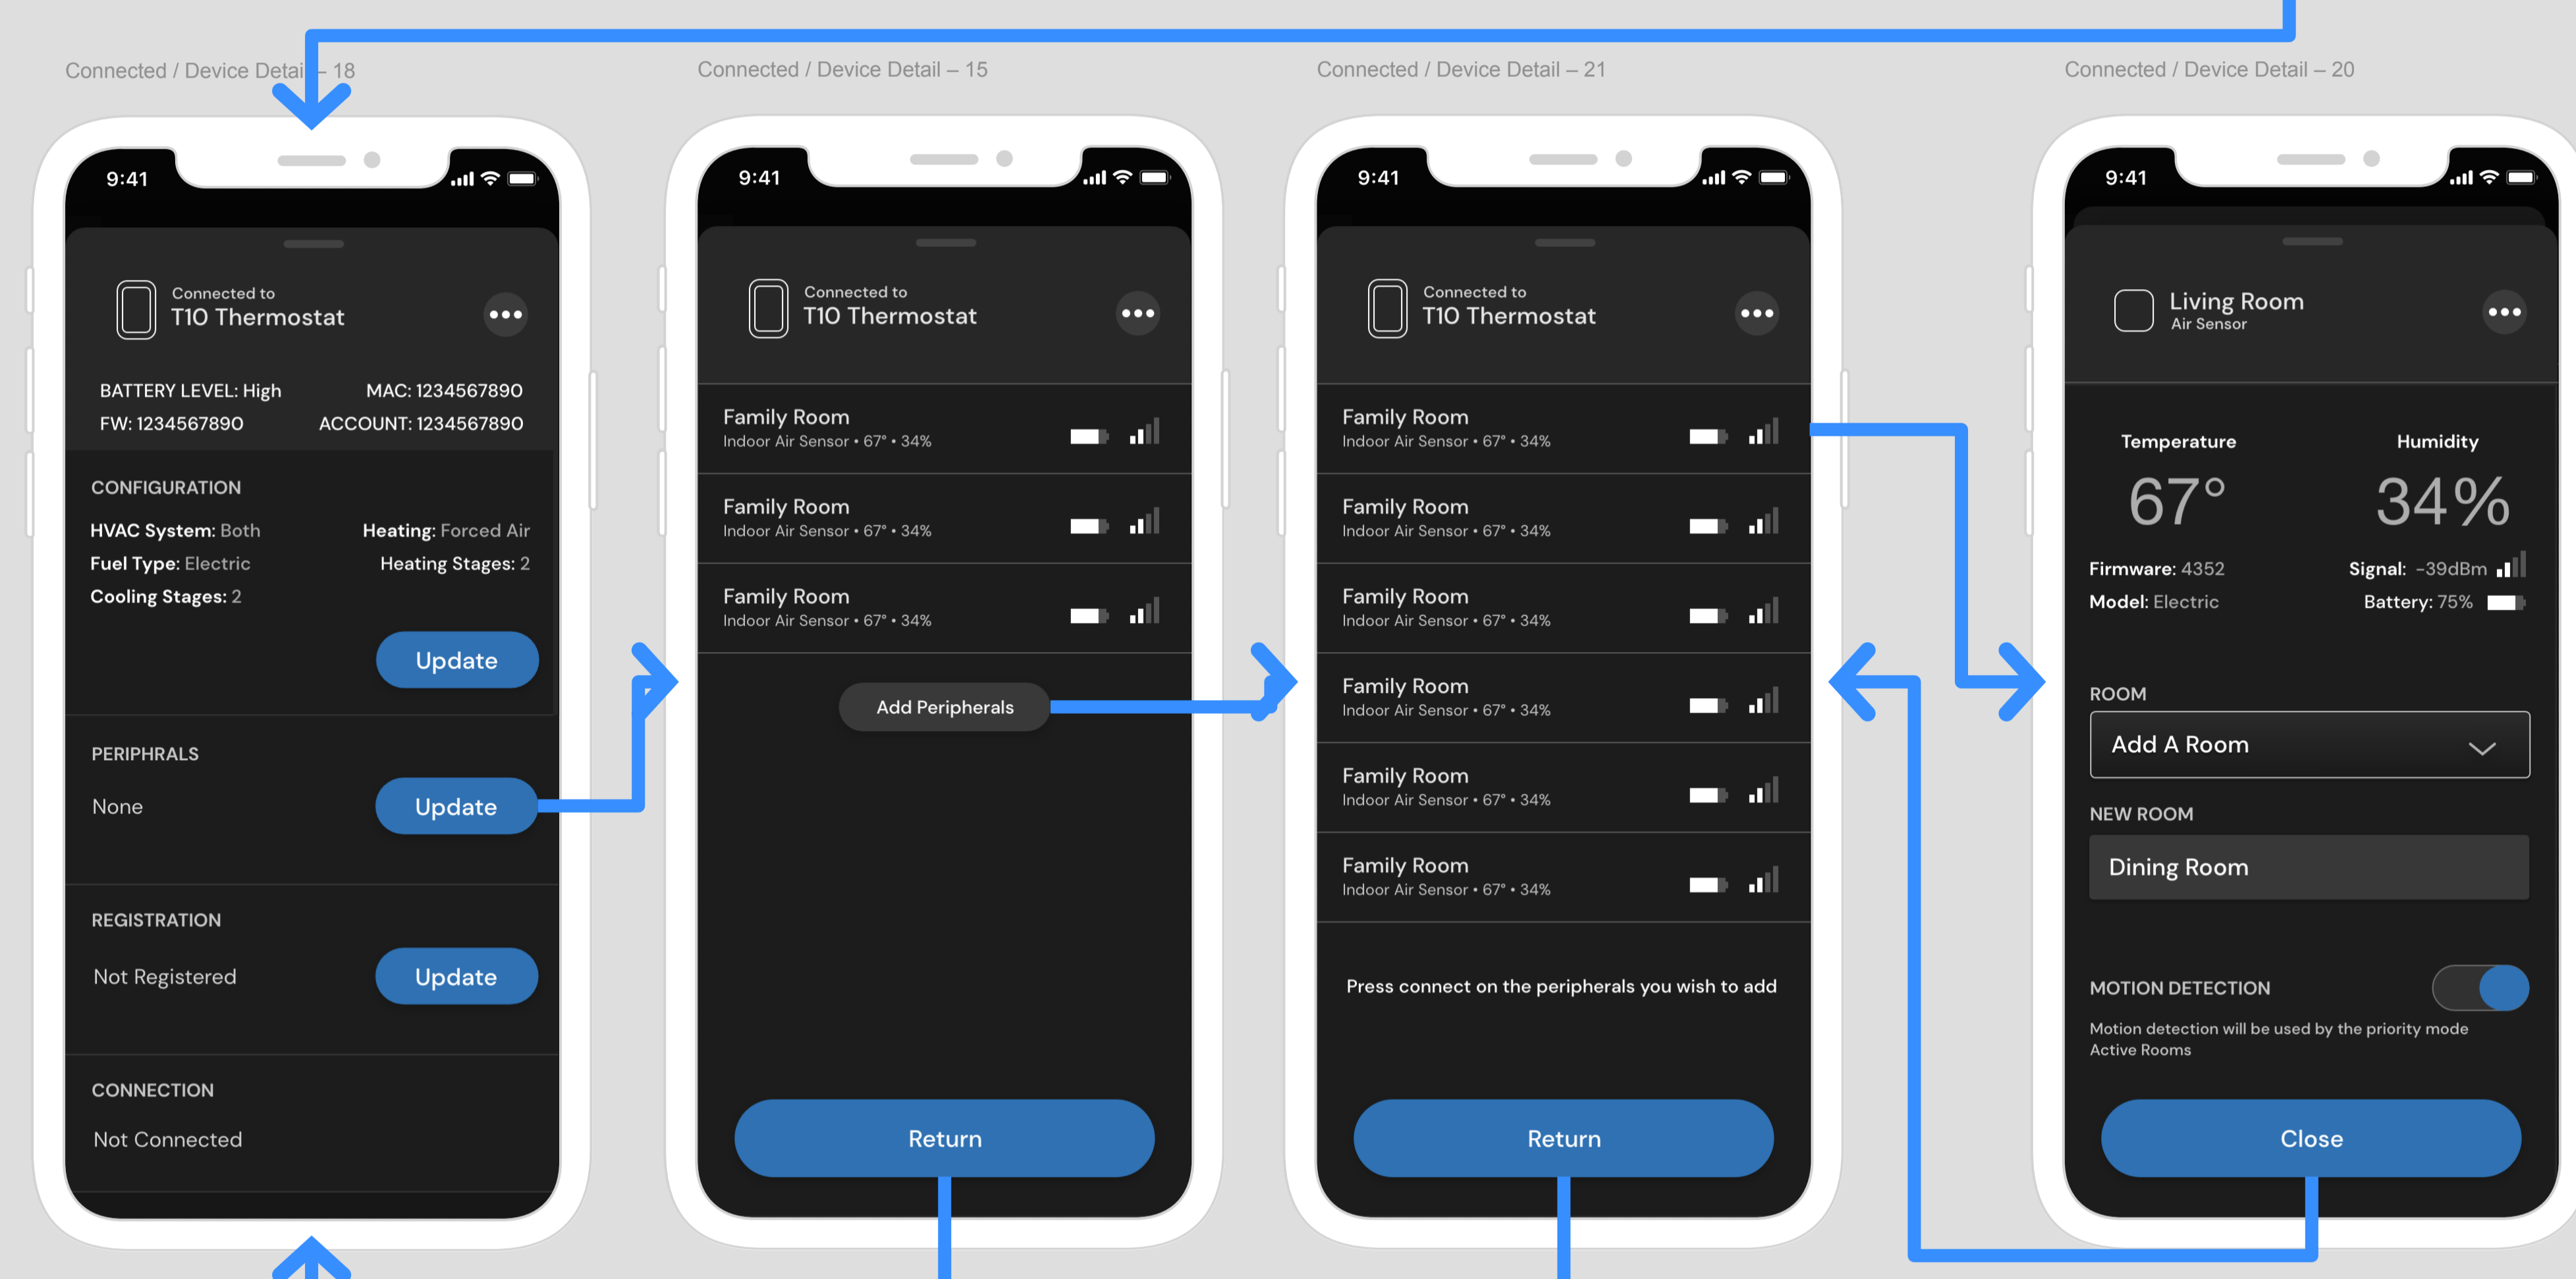 Connected / Device Detail – 18
9:41
Connected to
T10 Thermostat
BATTERY LEVEL: High
MAC: 1234567890
FW: 1234567890
ACCOUNT: 1234567890
CONFIGURATION
HVAC System: Both
Heating: Forced Air
Fuel Type: Electric
Heating Stages: 2
Cooling Stages: 2
Update
PERIPHRALS
None
Update
REGISTRATION
Not Registered
Update
CONNECTION
Not Connected
Connected / Device Detail – 15
9:41
Connected to
T10 Thermostat
Family Room
Indoor Air Sensor • 67° • 34%
Family Room
Indoor Air Sensor • 67° • 34%
Family Room
Indoor Air Sensor • 67° • 34%
Add Peripherals
Return
Connected / Device Detail – 21
9:41
Connected to
T10 Thermostat
Family Room
Indoor Air Sensor • 67° • 34%
Family Room
Indoor Air Sensor • 67° • 34%
Family Room
Indoor Air Sensor • 67° • 34%
Family Room
Indoor Air Sensor • 67° • 34%
Family Room
Indoor Air Sensor • 67° • 34%
Family Room
Indoor Air Sensor • 67° • 34%
Press connect on the peripherals you wish to add
Return
Connected / Device Detail – 20
9:41
Living Room
Air Sensor
Temperature
Humidity
67°
34%
Firmware: 4352
Signal: -39dBm
Model: Electric
Battery: 75%
ROOM
Add A Room
NEW ROOM
Dining Room
MOTION DETECTION
Motion detection will be used by the priority mode
Active Rooms
Close